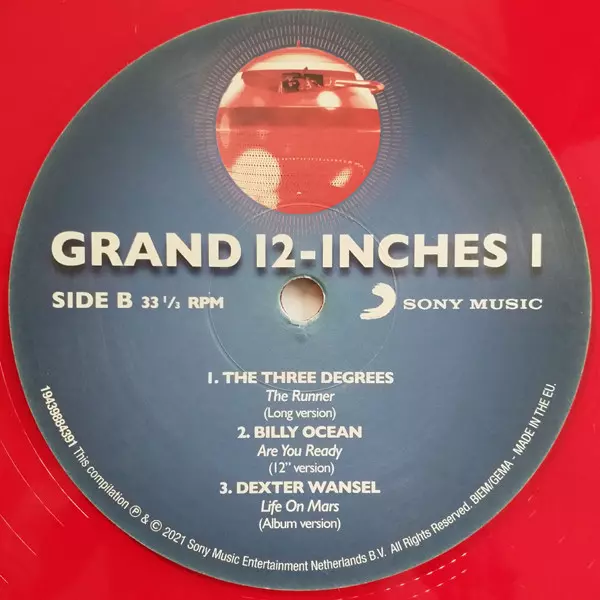 GRAND 12-INCHES 1
SIDE B 33 1/3 RPM
SONY MUSIC
1. THE THREE DEGREES
The Runner
(Long version)
2. BILLY OCEAN
Are You Ready
(12" version)
3. DEXTER WANSEL
Life On Mars
(Album version)
19439884391 This compilation ℗ & © 2021 Sony Music Entertainment Netherlands B.V. All Rights Reserved. BIEM/GEMA - MADE IN THE EU.